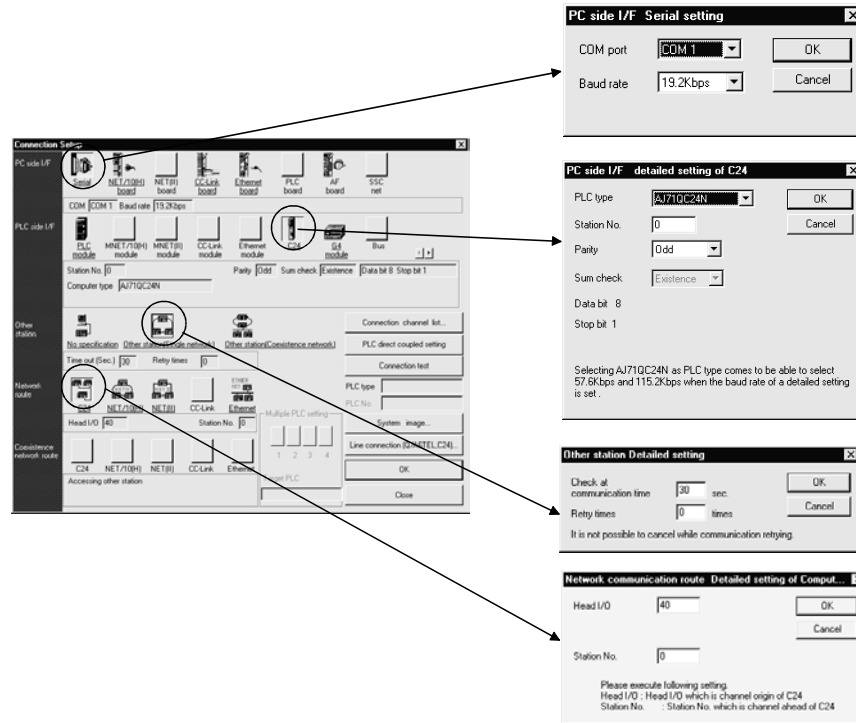 Connection Setup
PC side I/F
Serial
NET/10(H) board
NET(II) board
CC-Link board
Ethernet board
PLC board
AF board
SSC net
COM COM 1 Baud rate 19.2Kbps
PLC side I/F
PLC module
MNET/10(H) module
MNET(II) module
CC-Link module
Ethernet module
C24
G4 module
Bus
Station No. 0 Parity Odd Sum check Existence Data bit 8 Stop bit 1
Computer type AJ71QC24N
Other station
No specification
Other station(Single network)
Other station(Coexistence network)
Time out (Sec.) 30 Retry times 0
Network route
C24
NET/10(H)
NET(II)
CC-Link
Ethernet
Head I/O 40 Station No. 0
Coexistence network route
C24
NET/10(H)
NET(II)
CC-Link
Ethernet
Accessing other station
Connection channel list...
PLC direct coupled setting
Connection test
PLC type
PLC No.
Multiple PLC setting
1 2 3 4
Target PLC
System image...
Line connection (Q/A6TEL,C24)...
OK
Close
PC side I/F Serial setting
COM port COM 1 OK
Baud rate 19.2Kbps Cancel
PC side I/F detailed setting of C24
PLC type AJ71QC24N OK
Station No. 0 Cancel
Parity Odd
Sum check Existence
Data bit 8
Stop bit 1
Selecting AJ71QC24N as PLC type comes to be able to select
57.6Kbps and 115.2Kbps when the baud rate of a detailed setting
is set .
Other station Detailed setting
Check at
communication time 30 sec. OK
Retry times 0 times Cancel
It is not possible to cancel while communication retrying.
Network communication route Detailed setting of Comput...
Head I/O 40 OK
Cancel
Station No. 0
Please execute following setting.
Head I/O : Head I/O which is channel origin of C24
Station No. : Station No. which is channel ahead of C24